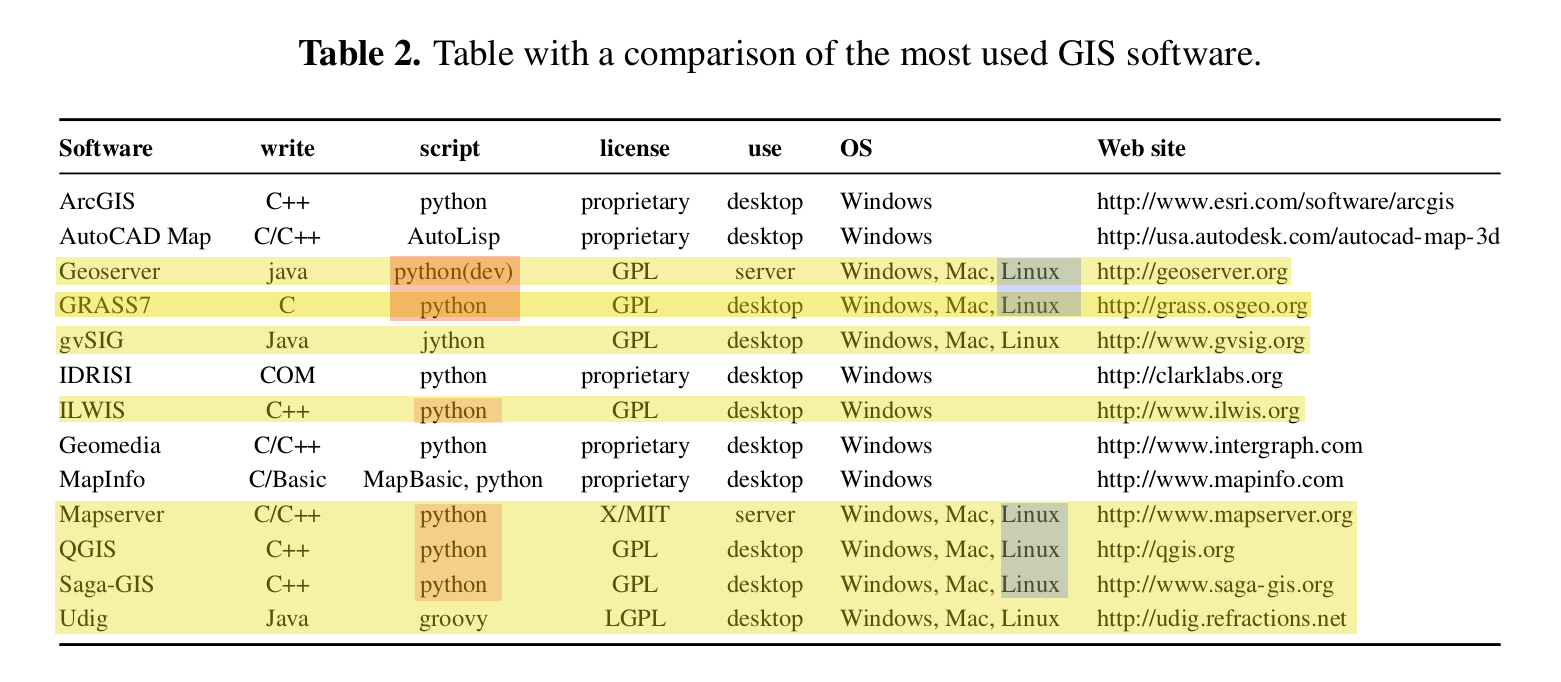 Table 2. Table with a comparison of the most used GIS software.
Software write script license use OS Web site
ArcGIS C++ python proprietary desktop Windows http://www.esri.com/software/arcgis
AutoCAD Map C/C++ AutoLisp proprietary desktop Windows http://usa.autodesk.com/autocad-map-3d
Geoserver java python(dev) GPL server Windows, Mac, Linux http://geoserver.org
GRASS7 C python GPL desktop Windows, Mac, Linux http://grass.osgeo.org
gvSIG Java jython GPL desktop Windows, Mac, Linux http://www.gvsig.org
IDRISI COM python proprietary desktop Windows http://clarklabs.org
ILWIS C++ python GPL desktop Windows http://www.ilwis.org
Geomedia C/C++ python proprietary desktop Windows http://www.intergraph.com
MapInfo C/Basic MapBasic, python proprietary desktop Windows http://www.mapinfo.com
Mapserver C/C++ python X/MIT server Windows, Mac, Linux http://www.mapserver.org
QGIS C++ python GPL desktop Windows, Mac, Linux http://qgis.org
Saga-GIS C++ python GPL desktop Windows, Mac, Linux http://www.saga-gis.org
Udig Java groovy LGPL desktop Windows, Mac, Linux http://udig.refractions.net